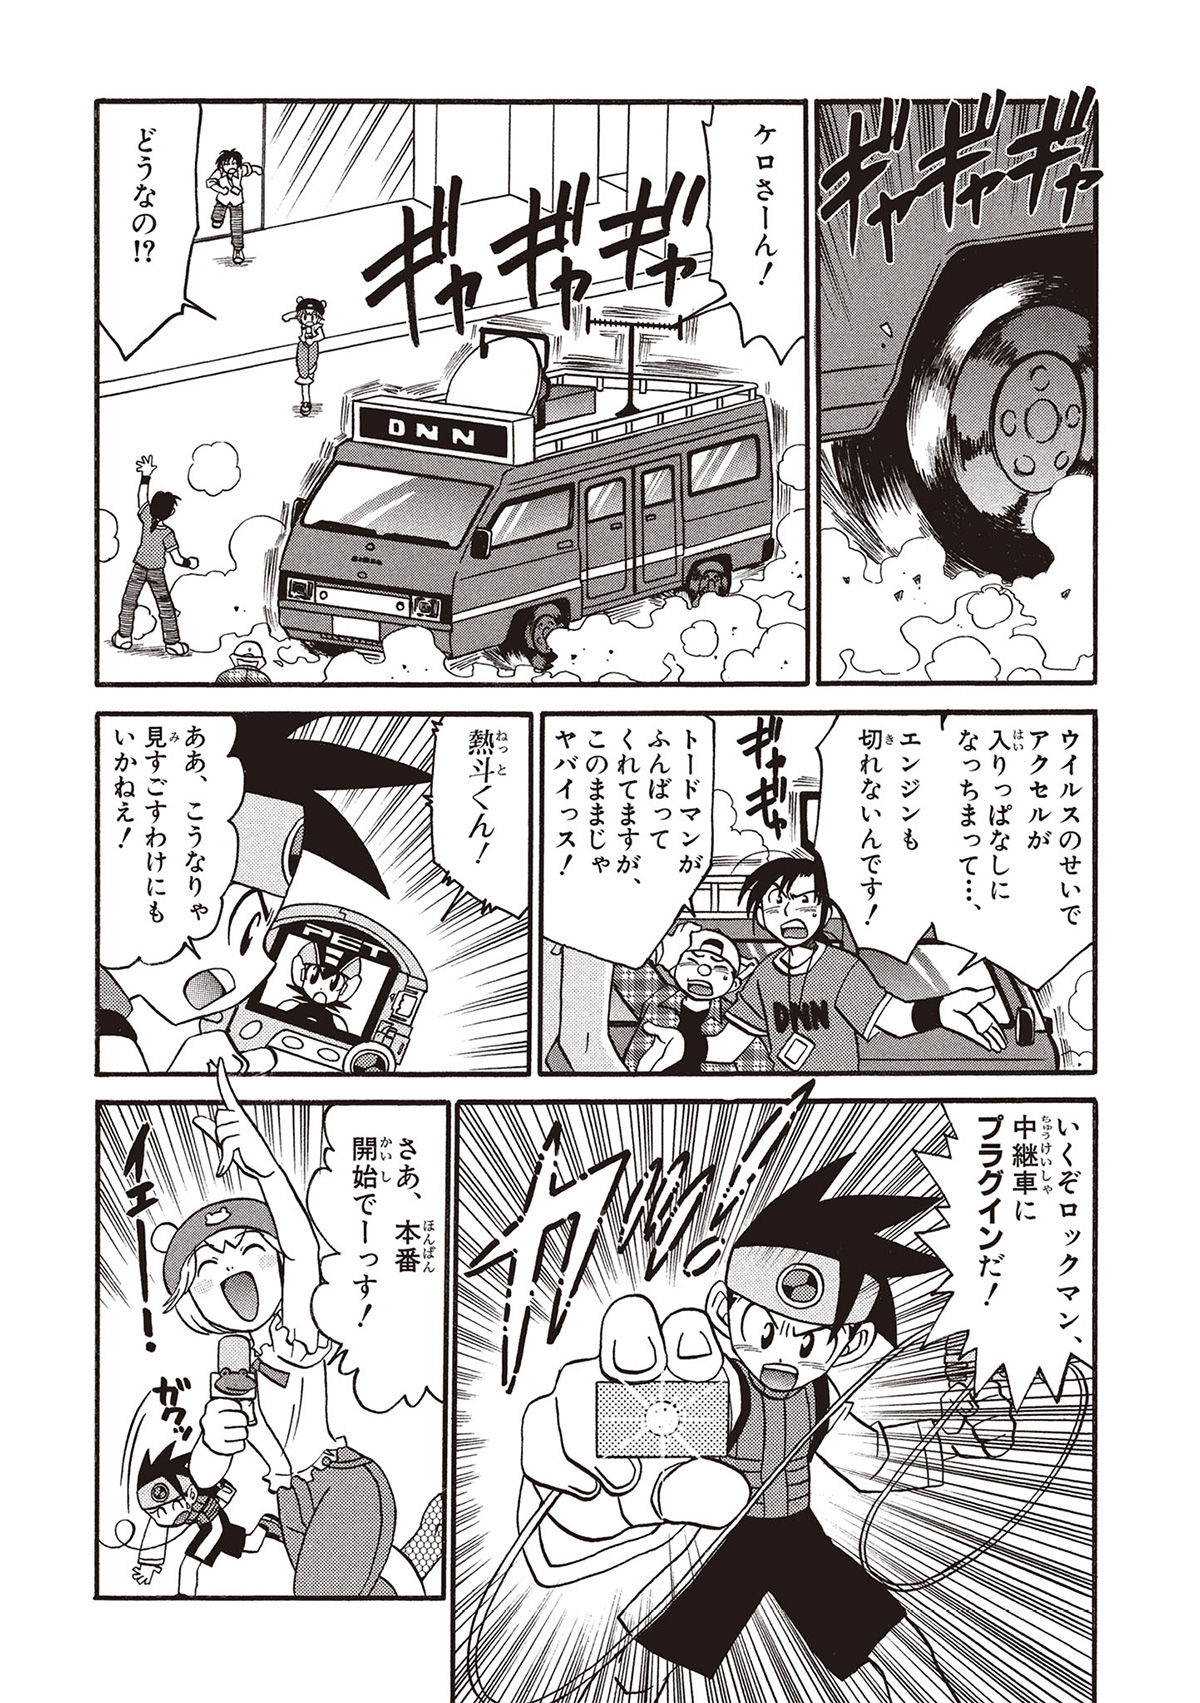 ギャギャギャ
ケロさーん！
ギャギャギャ
どうなの!?
DNN
ウイルスのせいで
アクセルが
入りっぱなしに
なっちまって…、
エンジンも
切れないんです！
ギャギャ
トードマンが
ふんばって
くれてますが、
このままじゃ
ヤバイっス！
DNN
熱斗くん！
PET
ああ、こうなりゃ
見すごすわけにも
いかねえ！
いくぞロックマン、
中継車に
プラグインだ！
さあ、本番
開始でーっす！
イエーー！
ガクッ